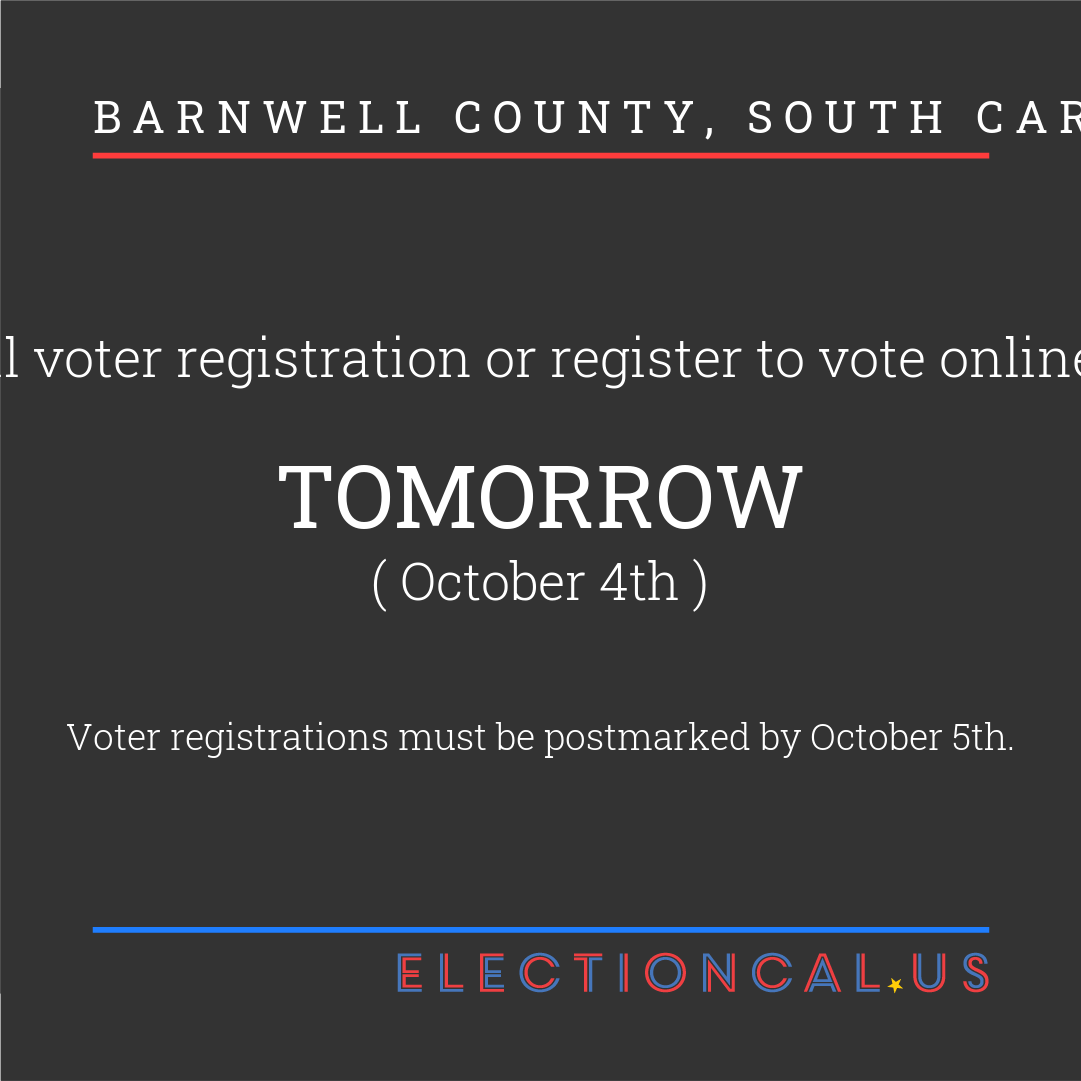 BARNWELL COUNTY, SOUTH CAR
l voter registration or register to vote online
TOMORROW
( October 4th )
Voter registrations must be postmarked by October 5th.
ELECTIONCAL.US